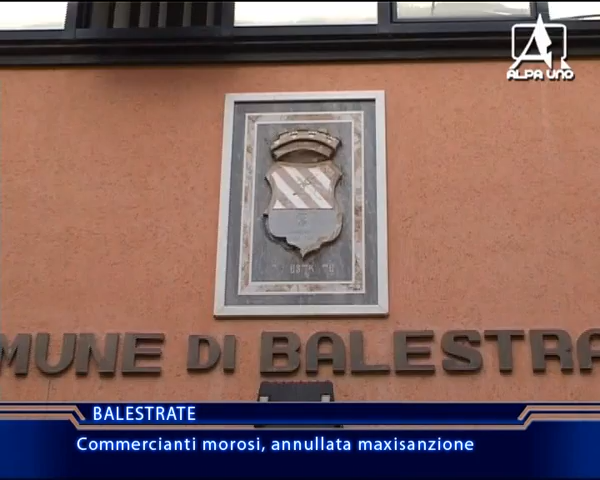 ALPA UNO
MUNE DI BALESTRA
BALESTRATE
Commercianti morosi, annullata maxisanzione